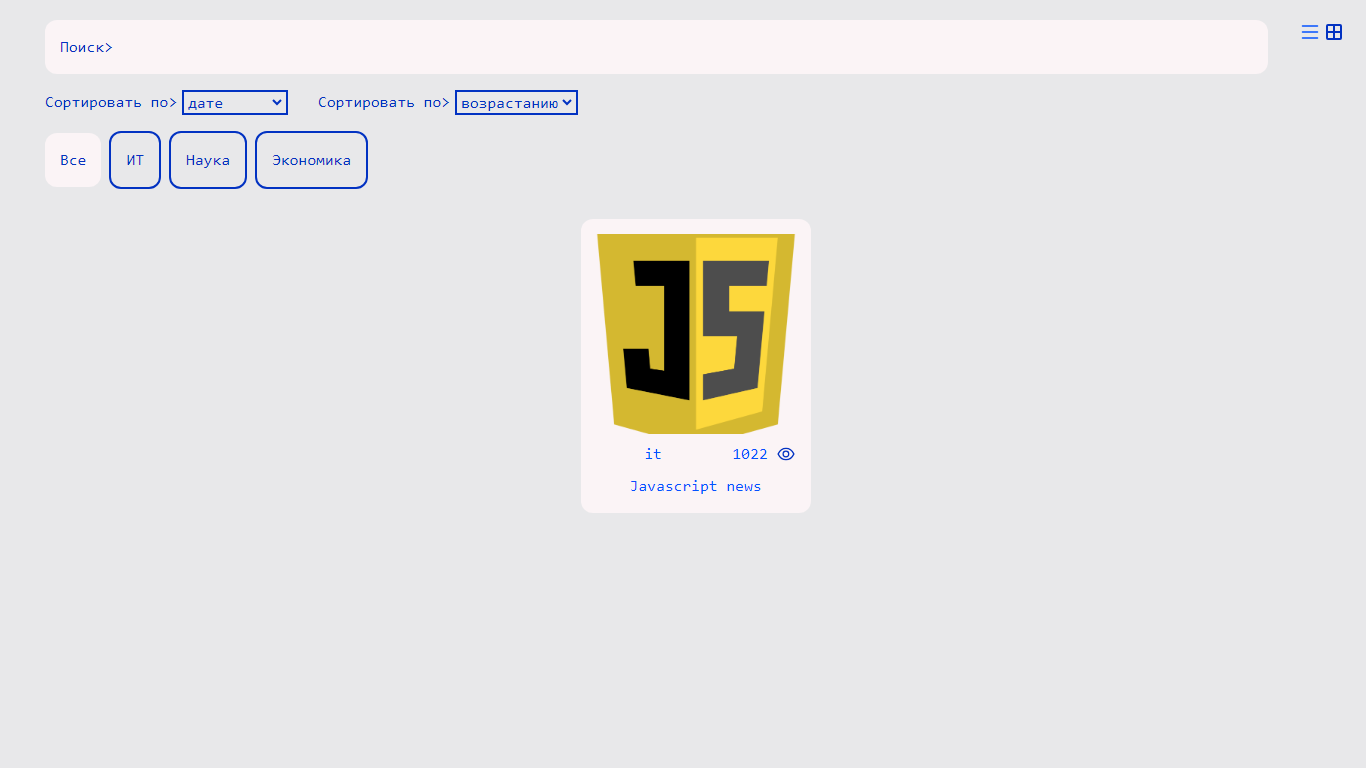 Поиск>
Сортировать по> дате Сортировать по> возрастанию
Все ИТ Наука Экономика
JS
it 1022
Javascript news